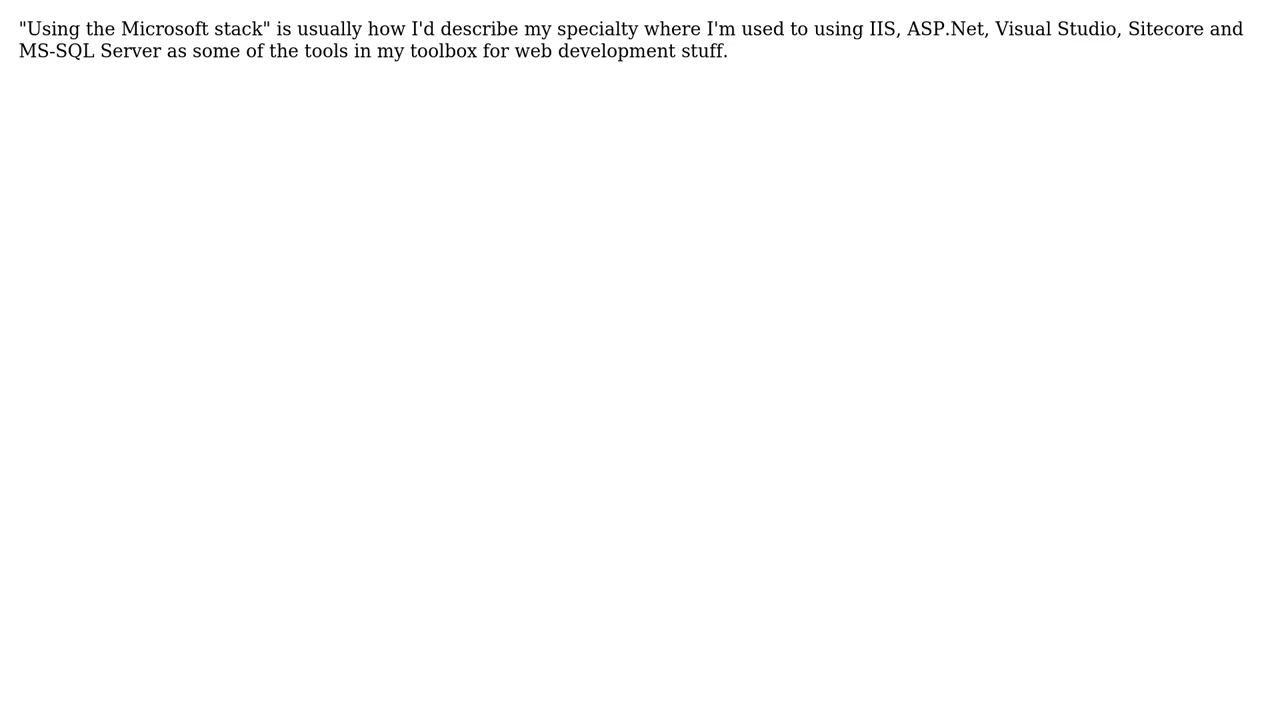 "Using the Microsoft stack" is usually how I'd describe my specialty where I'm used to using IIS, ASP.Net, Visual Studio, Sitecore and
MS-SQL Server as some of the tools in my toolbox for web development stuff.